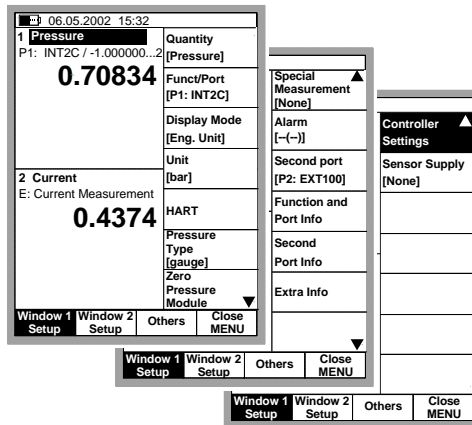 06.05.2002 15:32
1 Pressure
P1: INT2C / -1.000000...2
0.70834
2 Current
E: Current Measurement
0.4374
Quantity
[Pressure]
Funct/Port
[P1: INT2C]
Display Mode
[Eng. Unit]
Unit
[bar]
HART
Pressure
Type
[gauge]
Zero
Pressure
Module
Window 1
Setup
Window 2
Setup
Others
Close
MENU
Special
Measurement
[None]
Alarm
[--(--)]
Second port
[P2: EXT100]
Function and
Port Info
Second
Port Info
Extra Info
Window 1
Setup
Window 2
Setup
Others
Close
MENU
Controller
Settings
Sensor Supply
[None]
Window 1
Setup
Window 2
Setup
Others
Close
MENU